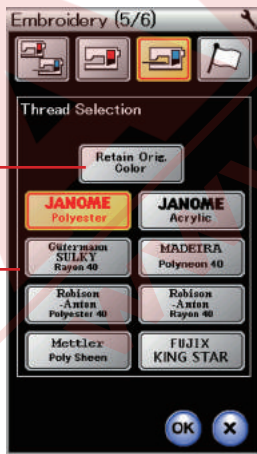 Embroidery (5/6)
Thread Selection
Retain Orig.
Color
JANOME
Polyester
JANOME
Acrylic
Gütermann
SULKY
Rayon 40
MADEIRA
Polyneon 40
Robison
-Anton
Polyester 40
Robison
-Anton
Rayon 40
Mettler
Poly Sheen
FUJIX
KING STAR
OK
X